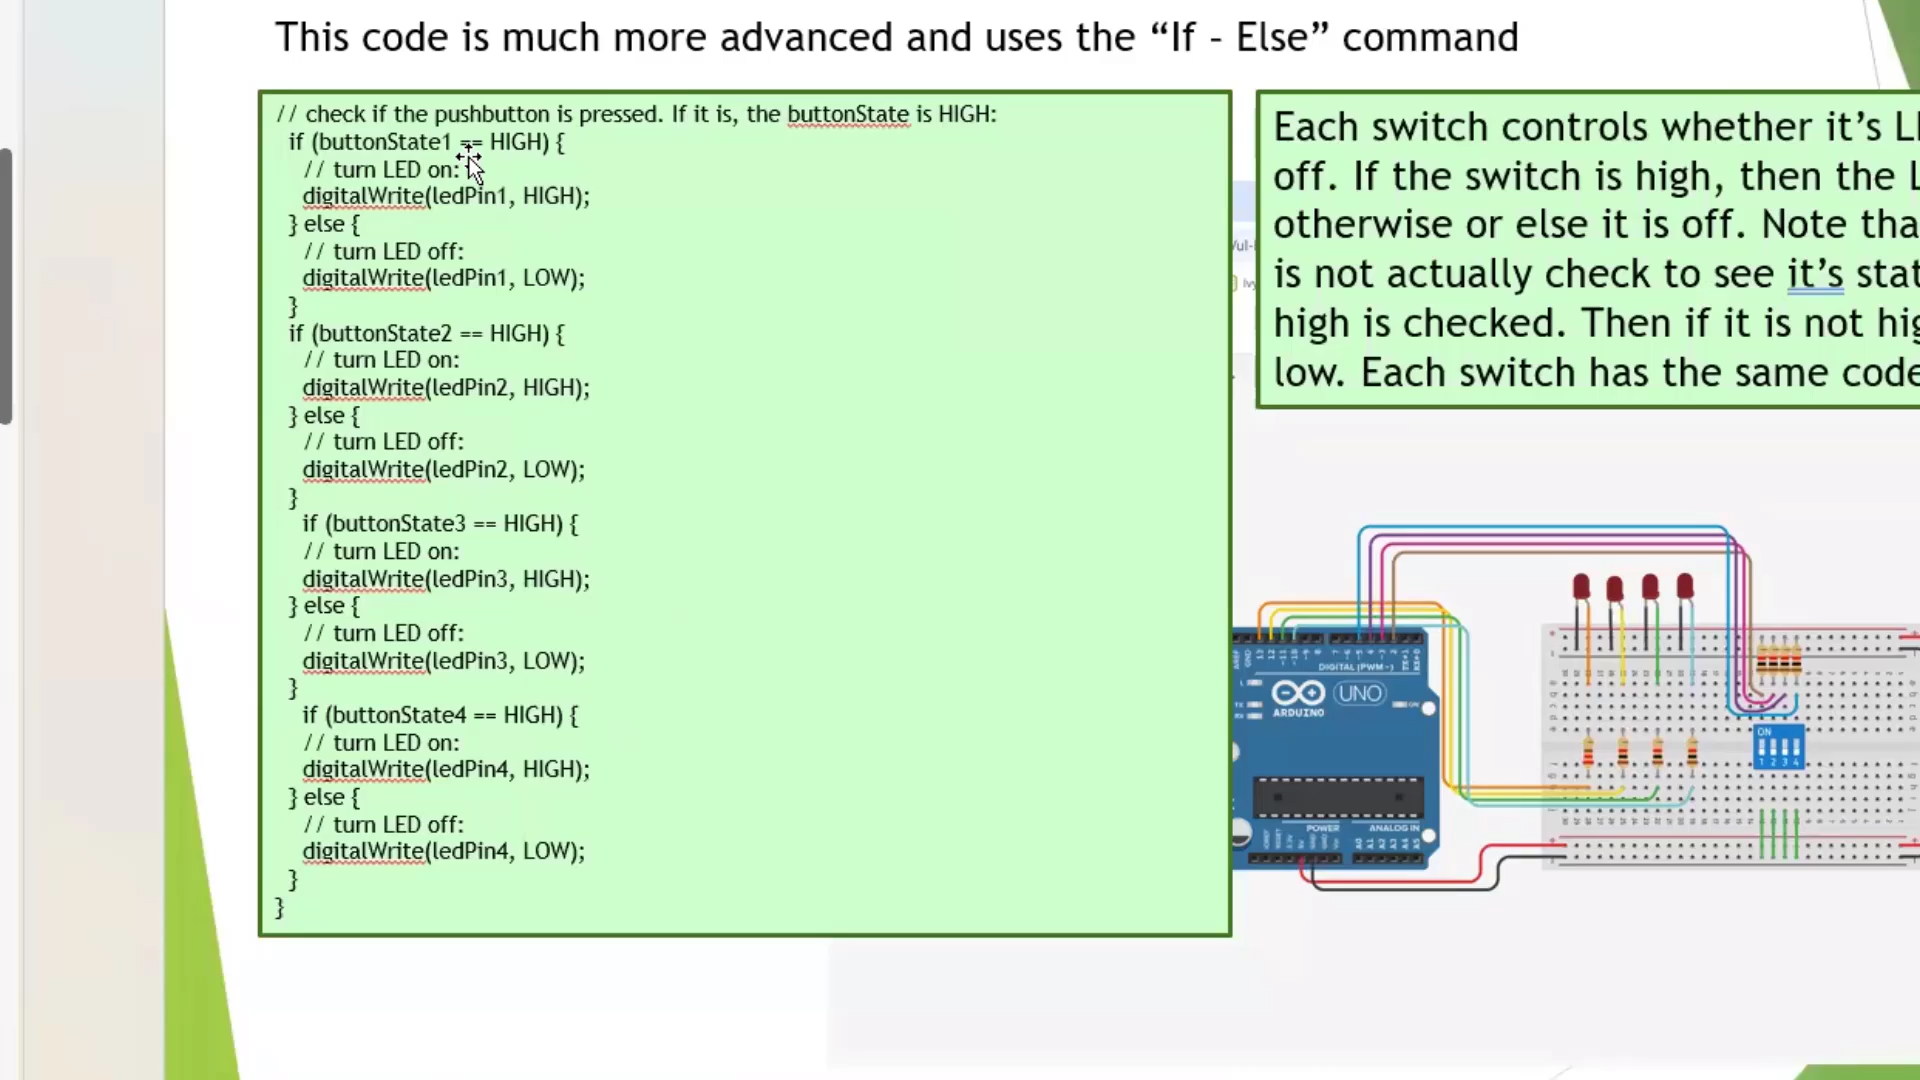 This code is much more advanced and uses the “If - Else” command
// check if the pushbutton is pressed. If it is, the buttonState is HIGH:
if (buttonState1 == HIGH) {
// turn LED on:
digitalWrite(ledPin1, HIGH);
} else {
// turn LED off:
digitalWrite(ledPin1, LOW);
}
if (buttonState2 == HIGH) {
// turn LED on:
digitalWrite(ledPin2, HIGH);
} else {
// turn LED off:
digitalWrite(ledPin2, LOW);
}
if (buttonState3 == HIGH) {
// turn LED on:
digitalWrite(ledPin3, HIGH);
} else {
// turn LED off:
digitalWrite(ledPin3, LOW);
}
if (buttonState4 == HIGH) {
// turn LED on:
digitalWrite(ledPin4, HIGH);
} else {
// turn LED off:
digitalWrite(ledPin4, LOW);
}
}
Each switch controls whether it’s
off. If the switch is high, then the
otherwise or else it is off. Note
is not actually check to see it’s
high is checked. Then if it is not
low. Each switch has the same code
DIGITAL (PWM~)
ARDUINO
UNO
POWER
ANALOG IN
ON
1 2 3 4